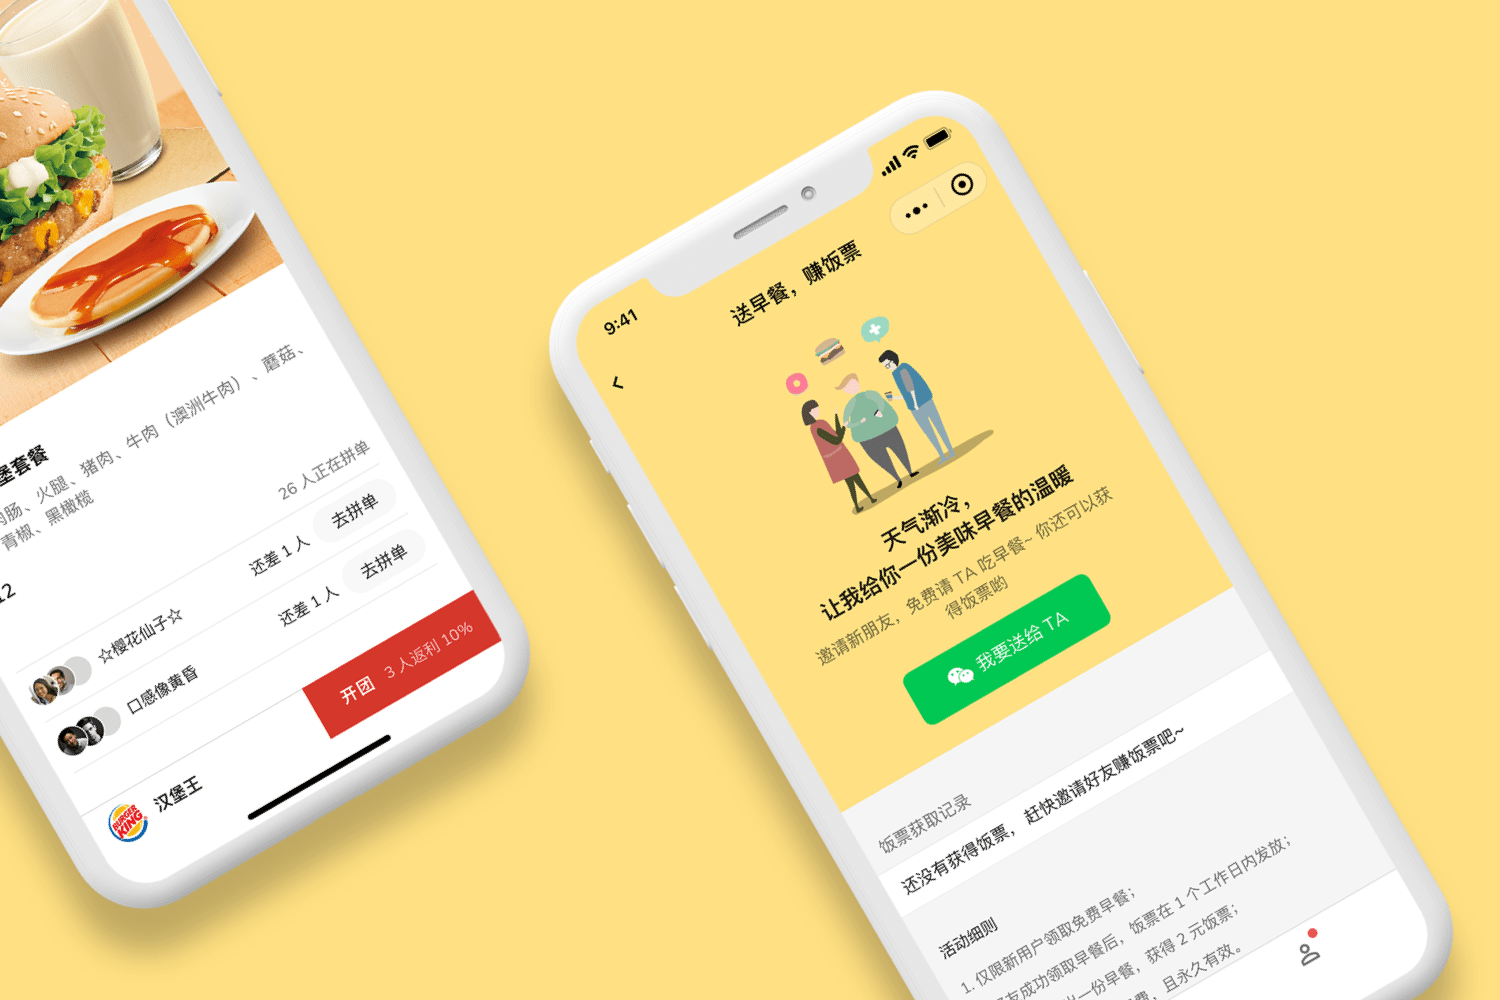 堡套餐
肉肠、火腿、猪肉、牛肉（澳洲牛肉）、蘑菇、
青椒、黑橄榄
12
26 人正在拼单
☆樱花仙子☆
还差 1 人
去拼单
口感像黄昏
还差 1 人
去拼单
开团 3 人返利 10%
BURGER KING
汉堡王
9:41
送早餐，赚饭票
天气渐冷，
让我给你一份美味早餐的温暖
邀请新朋友，免费请 TA 吃早餐~ 你还可以获
得饭票哟
我要送给 TA
饭票获取记录
还没有获得饭票，赶快邀请好友赚饭票吧~
活动细则
1. 仅限新用户领取免费早餐；
好友成功领取早餐后，饭票在 1 个工作日内发放；
出一份早餐，获得 2 元饭票；
费，且永久有效。